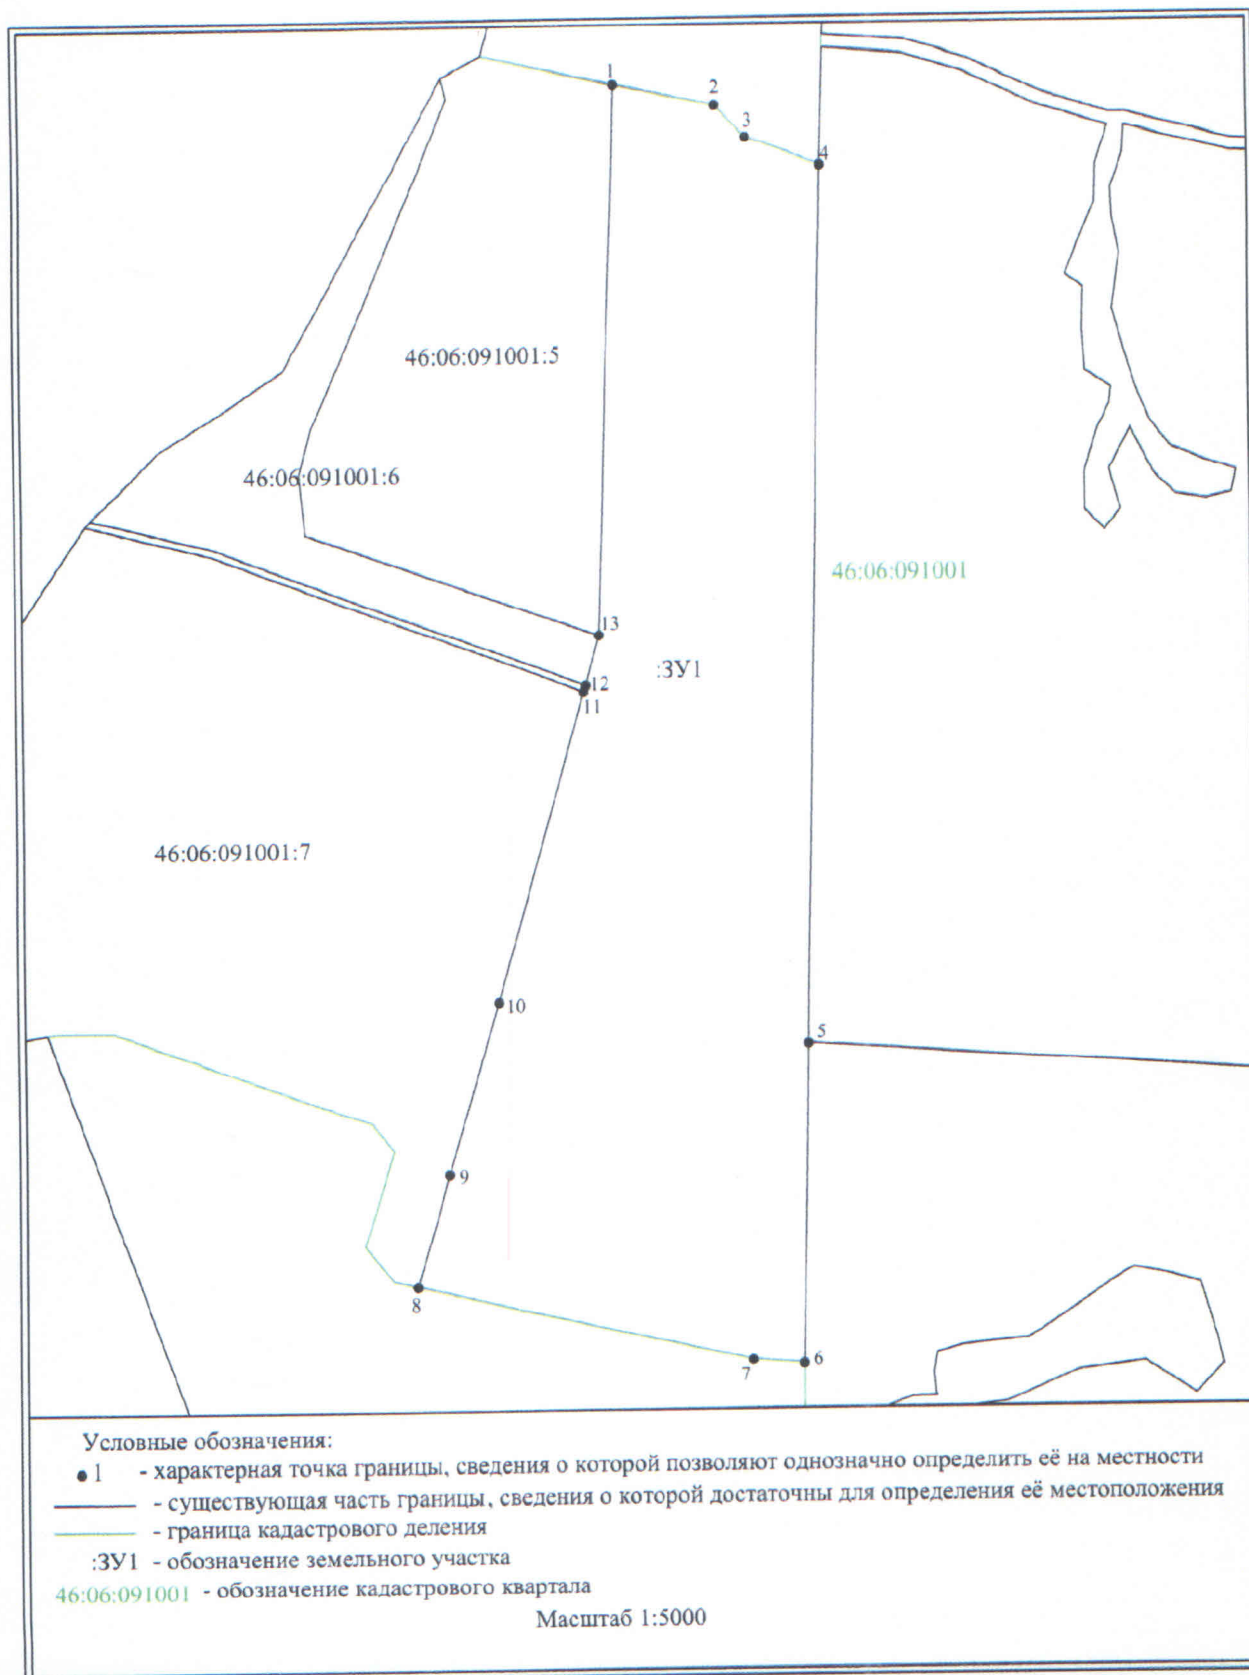 1
2
3
4
46:06:091001:5
46:06:091001:6
46:06:091001
13
:ЗУ1
12
11
46:06:091001:7
10
5
9
8
7
6
Условные обозначения:
1 - характерная точка границы, сведения о которой позволяют однозначно определить её на местности
- существующая часть границы, сведения о которой достаточны для определения её местоположения
- граница кадастрового деления
:ЗУ1 - обозначение земельного участка
46:06:091001 - обозначение кадастрового квартала
Масштаб 1:5000